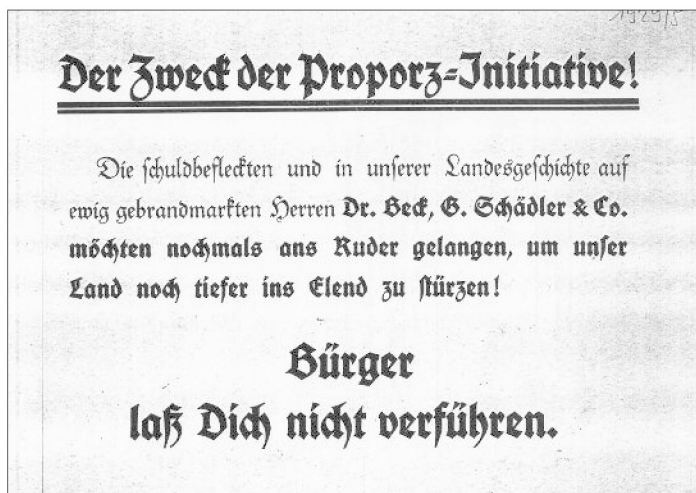 1929/5
Der Zweck der Proporz=Initiative!
Die schuldbefleckten und in unserer Landesgeschichte auf
ewig gebrandmarkten Herren Dr. Beck, G. Schädler & Co.
möchten nochmals ans Ruder gelangen, um unser
Land noch tiefer ins Elend zu stürzen!
Bürger
laß Dich nicht verführen.